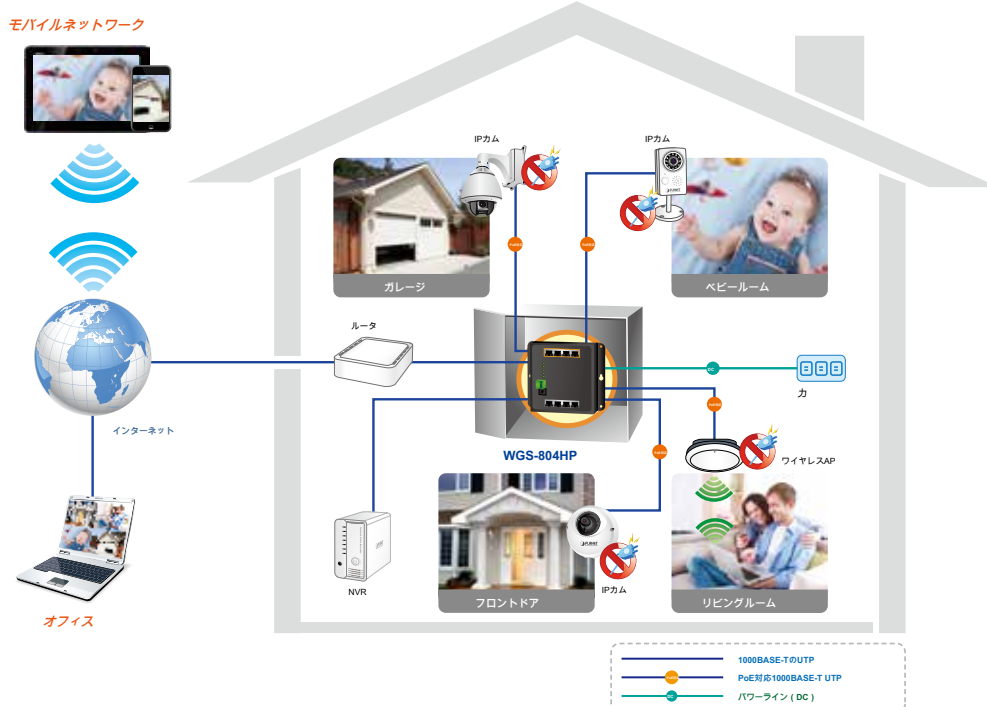 モバイルネットワーク
IPカム
IPカム
ガレージ
ベビールーム
ルータ
DC
力
インターネット
WGS-804HP
ワイヤレスAP
PLANET
NVR
フロントドア
IPカム
リビングルーム
オフィス
1000BASE-TのUTP
PoE対応1000BASE-T UTP
DC
パワーライン ( DC )